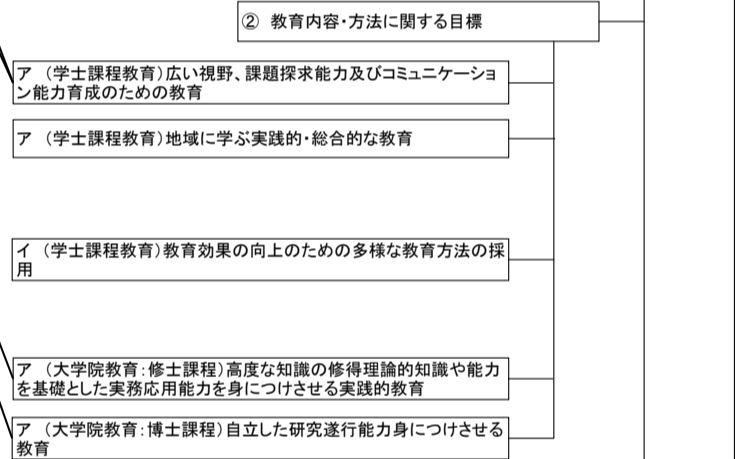 ② 教育内容・方法に関する目標
ア （学士課程教育）広い視野、課題探求能力及びコミュニケーショ
ン能力育成のための教育
ア （学士課程教育）地域に学ぶ実践的・総合的な教育
イ （学士課程教育）教育効果の向上のための多様な教育方法の採
用
ア （大学院教育：修士課程）高度な知識の修得理論的知識や能力
を基礎とした実務応用能力を身につけさせる実践的教育
ア （大学院教育：博士課程）自立した研究遂行能力身につけさせる
教育